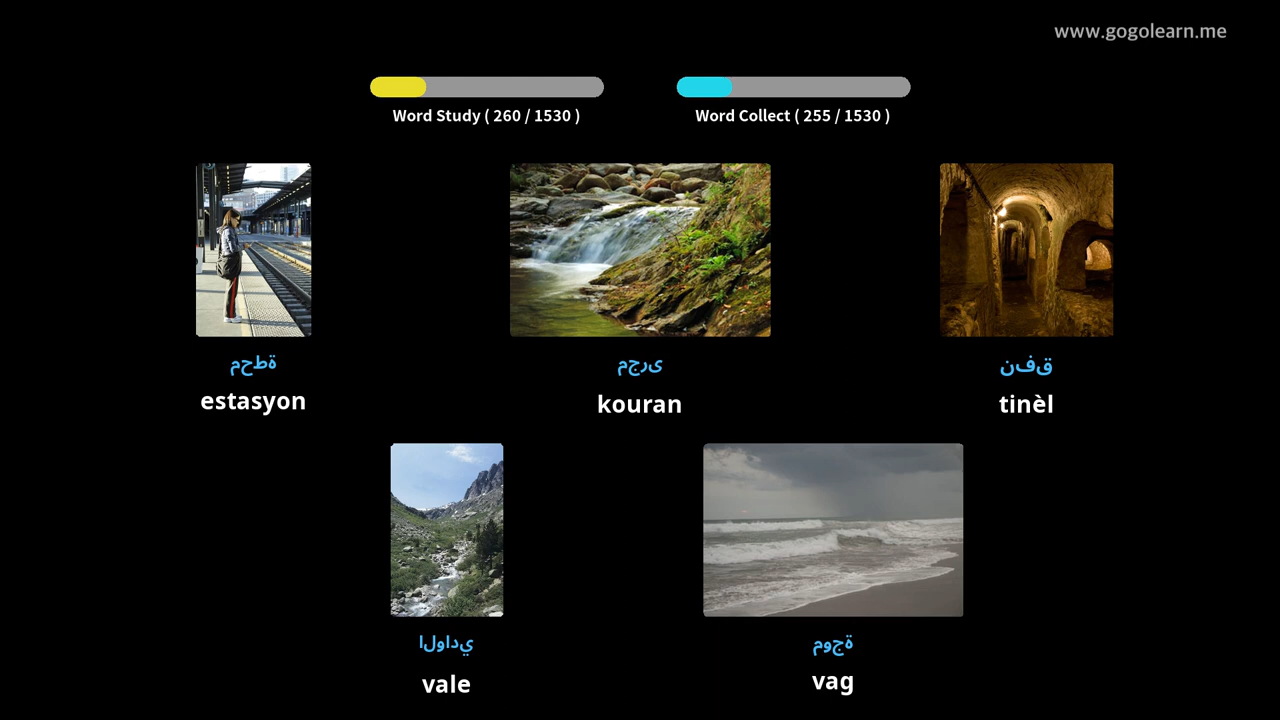 www.gogolearn.me
Word Study ( 260 / 1530 )
Word Collect ( 255 / 1530 )
محطة
estasyon
مجرى
kouran
نفق
tinèl
الوادي
vale
موجة
vag